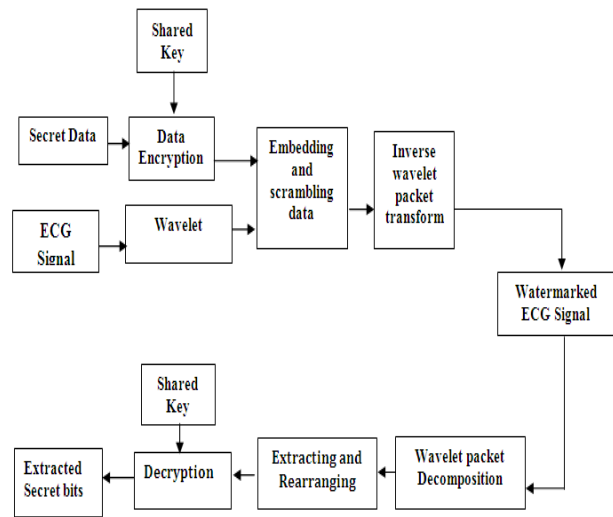 Shared
Key
Secret Data
Data
Encryption
Embedding
and
scrambling
data
Inverse
wavelet
packet
transform
ECG
Signal
Wavelet
Watermarked
ECG Signal
Shared
Key
Extracted
Secret bits
Decryption
Extracting and
Rearranging
Wavelet packet
Decomposition